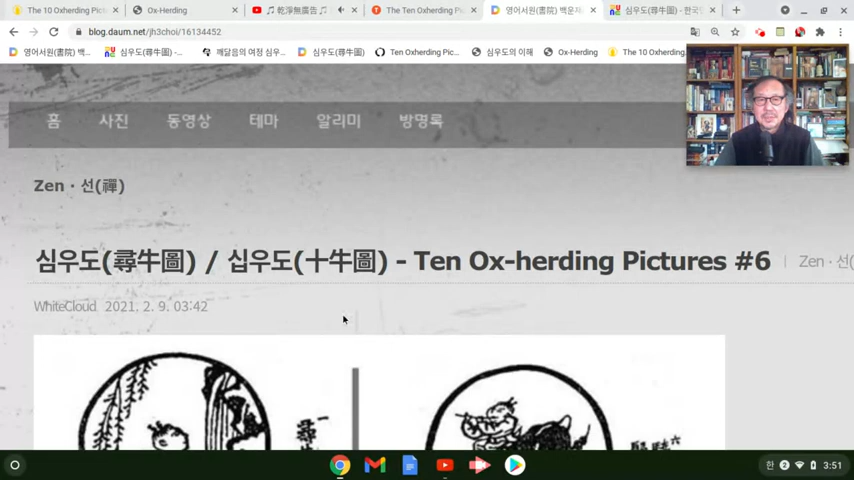 The 10 Oxherding Pict
Ox-Herding
♬ 乾淨無廣告 ♬
The Ten Oxherding Pic
영어서원(書院) 백운재
심우도(尋牛圖) - 한국민
blog.daum.net/jh3choi/16134452
영어서원(書院) 백...
심우도(尋牛圖) -...
깨달음의 여정 심우...
심우도(尋牛圖)
Ten Oxherding Pic...
심우도의 이해
Ox-Herding
The 10 Oxherding...
홈 사진 동영상 테마 알리미 방명록
Zen · 선(禪)
심우도(尋牛圖) / 십우도(十牛圖) - Ten Ox-herding Pictures #6
Zen · 선(
WhiteCloud 2021. 2. 9. 03:42
한 2 3:51